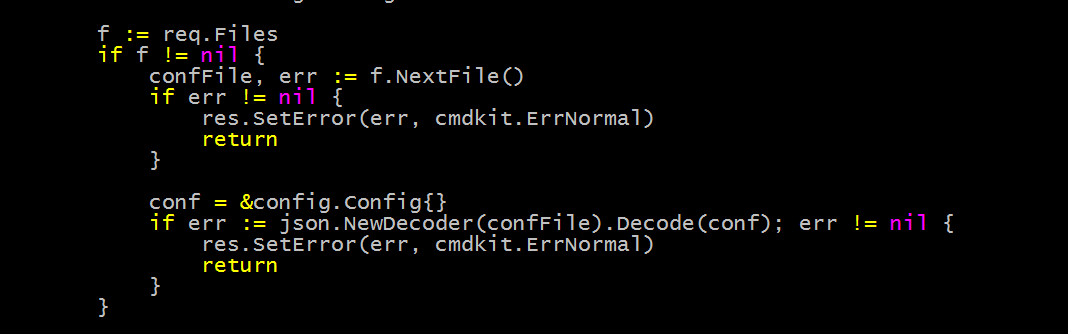 f := req.Files
if f != nil {
confFile, err := f.NextFile()
if err != nil {
res.SetError(err, cmdkit.ErrNormal)
return
}
conf = &config.Config{}
if err := json.NewDecoder(confFile).Decode(conf); err != nil {
res.SetError(err, cmdkit.ErrNormal)
return
}
}